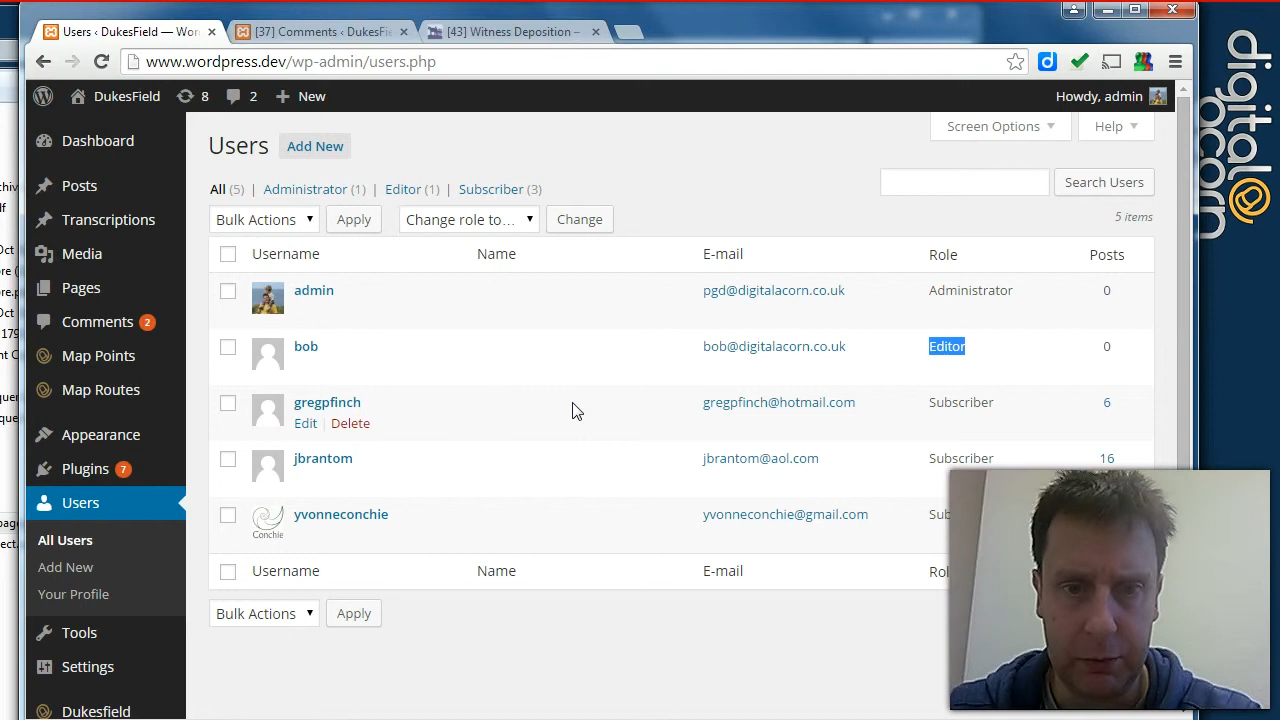 Users ‹ DukesField — Wor
[37] Comments ‹ DukesFie
[43] Witness Deposition –
www.wordpress.dev/wp-admin/users.php
DukesField
8
2
New
Howdy, admin
Dashboard
Posts
Transcriptions
Media
Pages
Comments 2
Map Points
Map Routes
Appearance
Plugins 7
Users
All Users
Add New
Your Profile
Tools
Settings
Dukesfield
Screen Options
Help
Users Add New
All (5) | Administrator (1) | Editor (1) | Subscriber (3)
Search Users
Bulk Actions Apply Change role to... Change
5 items
Username Name E-mail Role Posts
admin pgd@digitalacorn.co.uk Administrator 0
bob bob@digitalacorn.co.uk Editor 0
gregpfinch gregpfinch@hotmail.com Subscriber 6
Edit | Delete
jbrantom jbrantom@aol.com Subscriber 16
yvonneconchie yvonneconchie@gmail.com Sub
Conchie
Username Name E-mail Rol
Bulk Actions Apply
digital@acorn